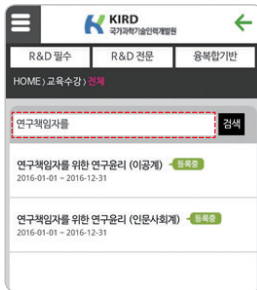 KIRD
국가과학기술인력개발원
R&D 필수 R&D 전문 융복합기반
HOME > 교육수강 > 전체
연구책임자를 검색
연구책임자를 위한 연구윤리 (이공계) 등록중
2016-01-01 ~ 2016-12-31
연구책임자를 위한 연구윤리 (인문사회계) 등록중
2016-01-01 ~ 2016-12-31